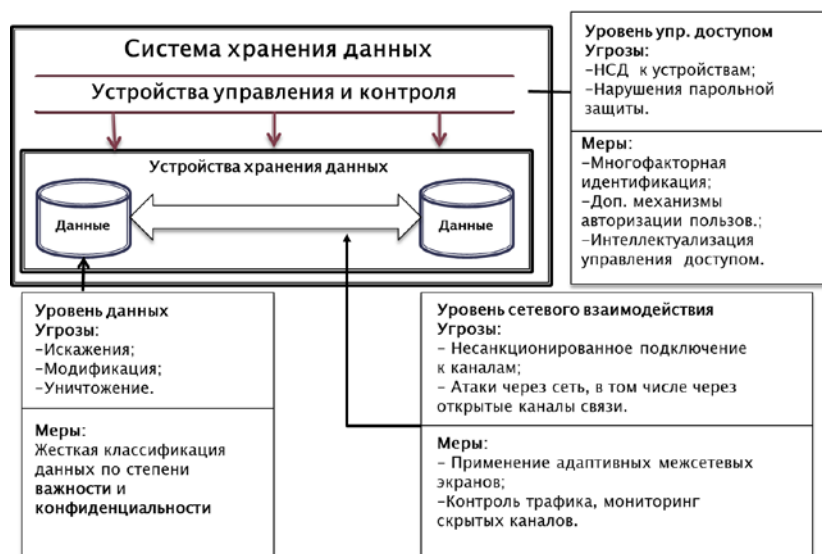 Система хранения данных
Устройства управления и контроля
Устройства хранения данных
Данные
Данные
Уровень упр. доступом
Угрозы:
–НСД к устройствам;
–Нарушения парольной
защиты.
Меры:
–Многофакторная
идентификация;
–Доп. механизмы
авторизации пользов.;
–Интеллектуализация
управления доступом.
Уровень данных
Угрозы:
–Искажения;
–Модификация;
–Уничтожение.
Меры:
Жесткая классификация
данных по степени
важности и
конфиденциальности
Уровень сетевого взаимодействия
Угрозы:
– Несанкционированное подключение
к каналам;
– Атаки через сеть, в том числе через
открытые каналы связи.
Меры:
– Применение адаптивных межсетевых
экранов;
–Контроль трафика, мониторинг
скрытых каналов.